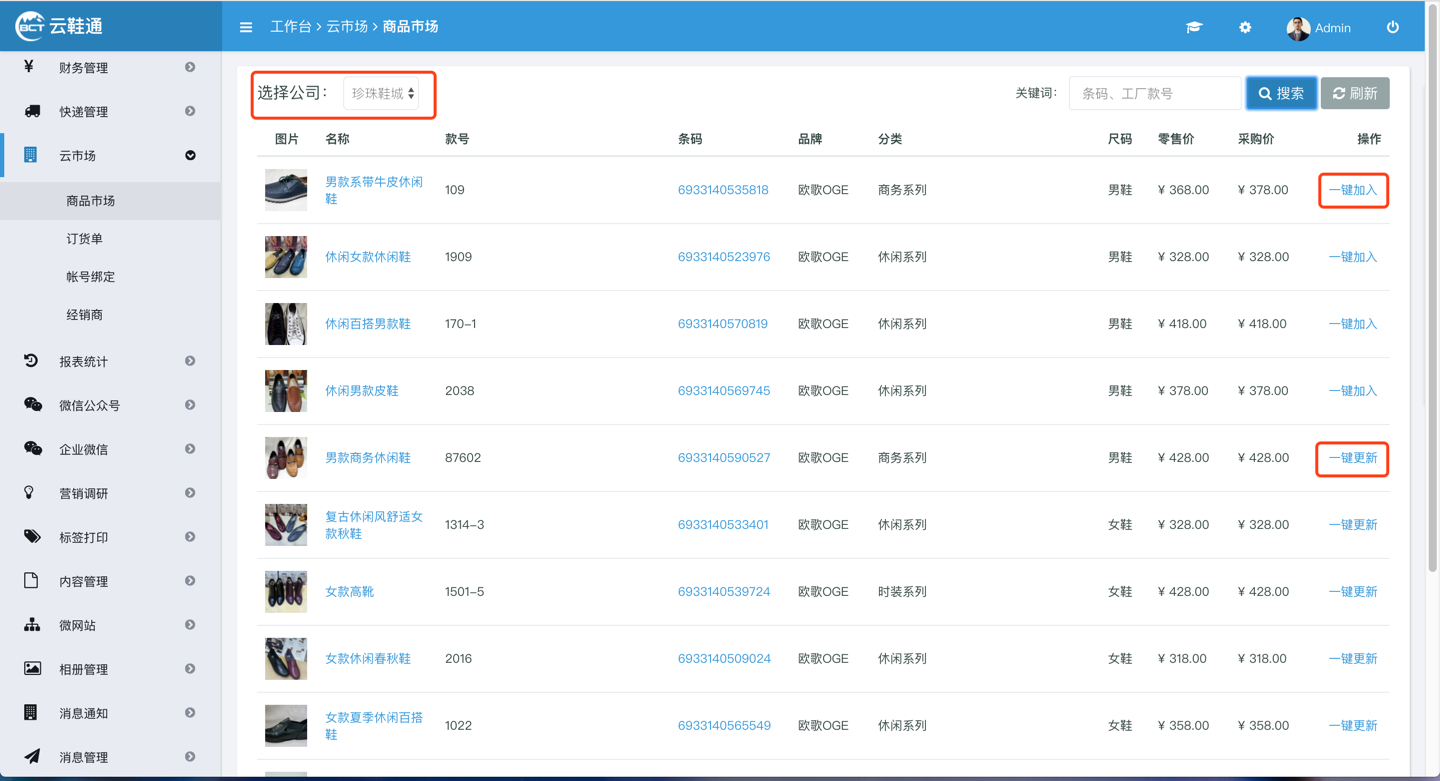 BCT 云鞋通
工作台 › 云市场 › 商品市场
Admin
财务管理
快递管理
云市场
商品市场
订货单
帐号绑定
经销商
报表统计
微信公众号
企业微信
营销调研
标签打印
内容管理
微网站
相册管理
消息通知
消息管理
选择公司： 珍珠鞋城
关键词： 条码、工厂款号 搜索 刷新
图片 名称 款号 条码 品牌 分类 尺码 零售价 采购价 操作
男款系带牛皮休闲
鞋
109 6933140535818 欧歌OGE 商务系列 男鞋 ¥ 368.00 ¥ 378.00 一键加入
休闲女款休闲鞋 1909 6933140523976 欧歌OGE 休闲系列 男鞋 ¥ 328.00 ¥ 328.00 一键加入
休闲百搭男款鞋 170-1 6933140570819 欧歌OGE 休闲系列 男鞋 ¥ 418.00 ¥ 418.00 一键加入
休闲男款皮鞋 2038 6933140569745 欧歌OGE 休闲系列 男鞋 ¥ 378.00 ¥ 378.00 一键加入
男款商务休闲鞋 87602 6933140590527 欧歌OGE 商务系列 男鞋 ¥ 428.00 ¥ 428.00 一键更新
复古休闲风舒适女
款秋鞋
1314-3 6933140533401 欧歌OGE 休闲系列 女鞋 ¥ 328.00 ¥ 328.00 一键更新
女款高靴 1501-5 6933140539724 欧歌OGE 时装系列 女鞋 ¥ 428.00 ¥ 428.00 一键更新
女款休闲春秋鞋 2016 6933140509024 欧歌OGE 休闲系列 女鞋 ¥ 318.00 ¥ 318.00 一键更新
女款夏季休闲百搭
鞋
1022 6933140565549 欧歌OGE 休闲系列 女鞋 ¥ 358.00 ¥ 358.00 一键更新